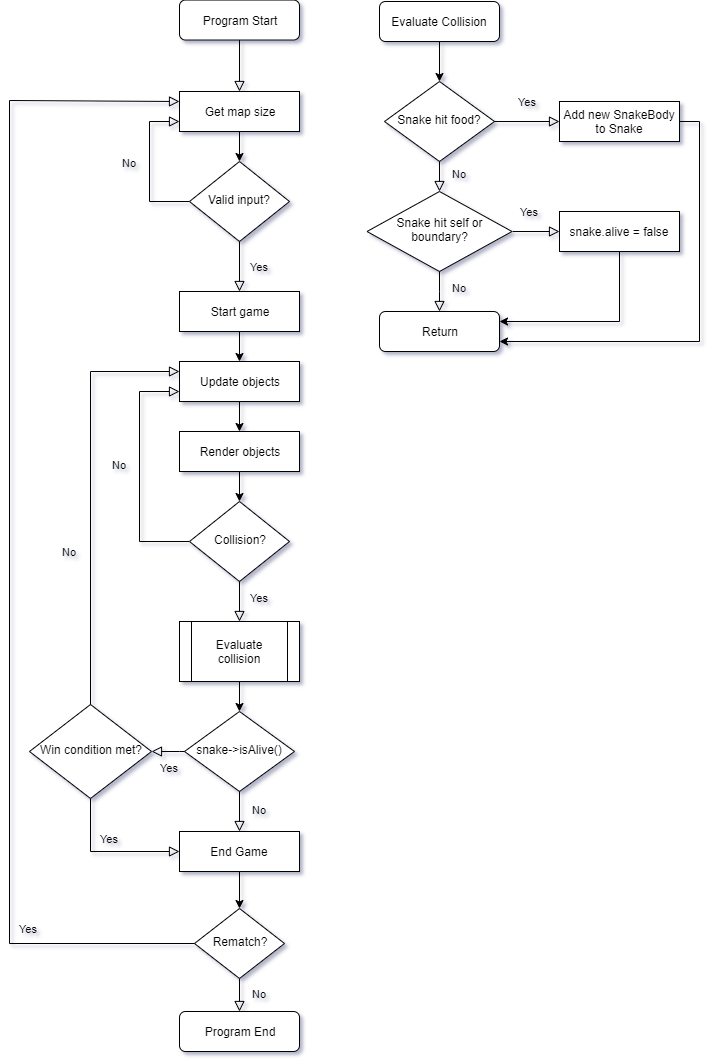 Program Start
Get map size
No
Valid input?
Yes
Start game
Update objects
Render objects
No
Collision?
No
Yes
Evaluate
collision
Win condition met?
snake->isAlive()
Yes
No
Yes
End Game
Yes
Rematch?
No
Program End
Evaluate Collision
Snake hit food?
Yes
Add new SnakeBody
to Snake
No
Snake hit self or
boundary?
Yes
snake.alive = false
No
Return